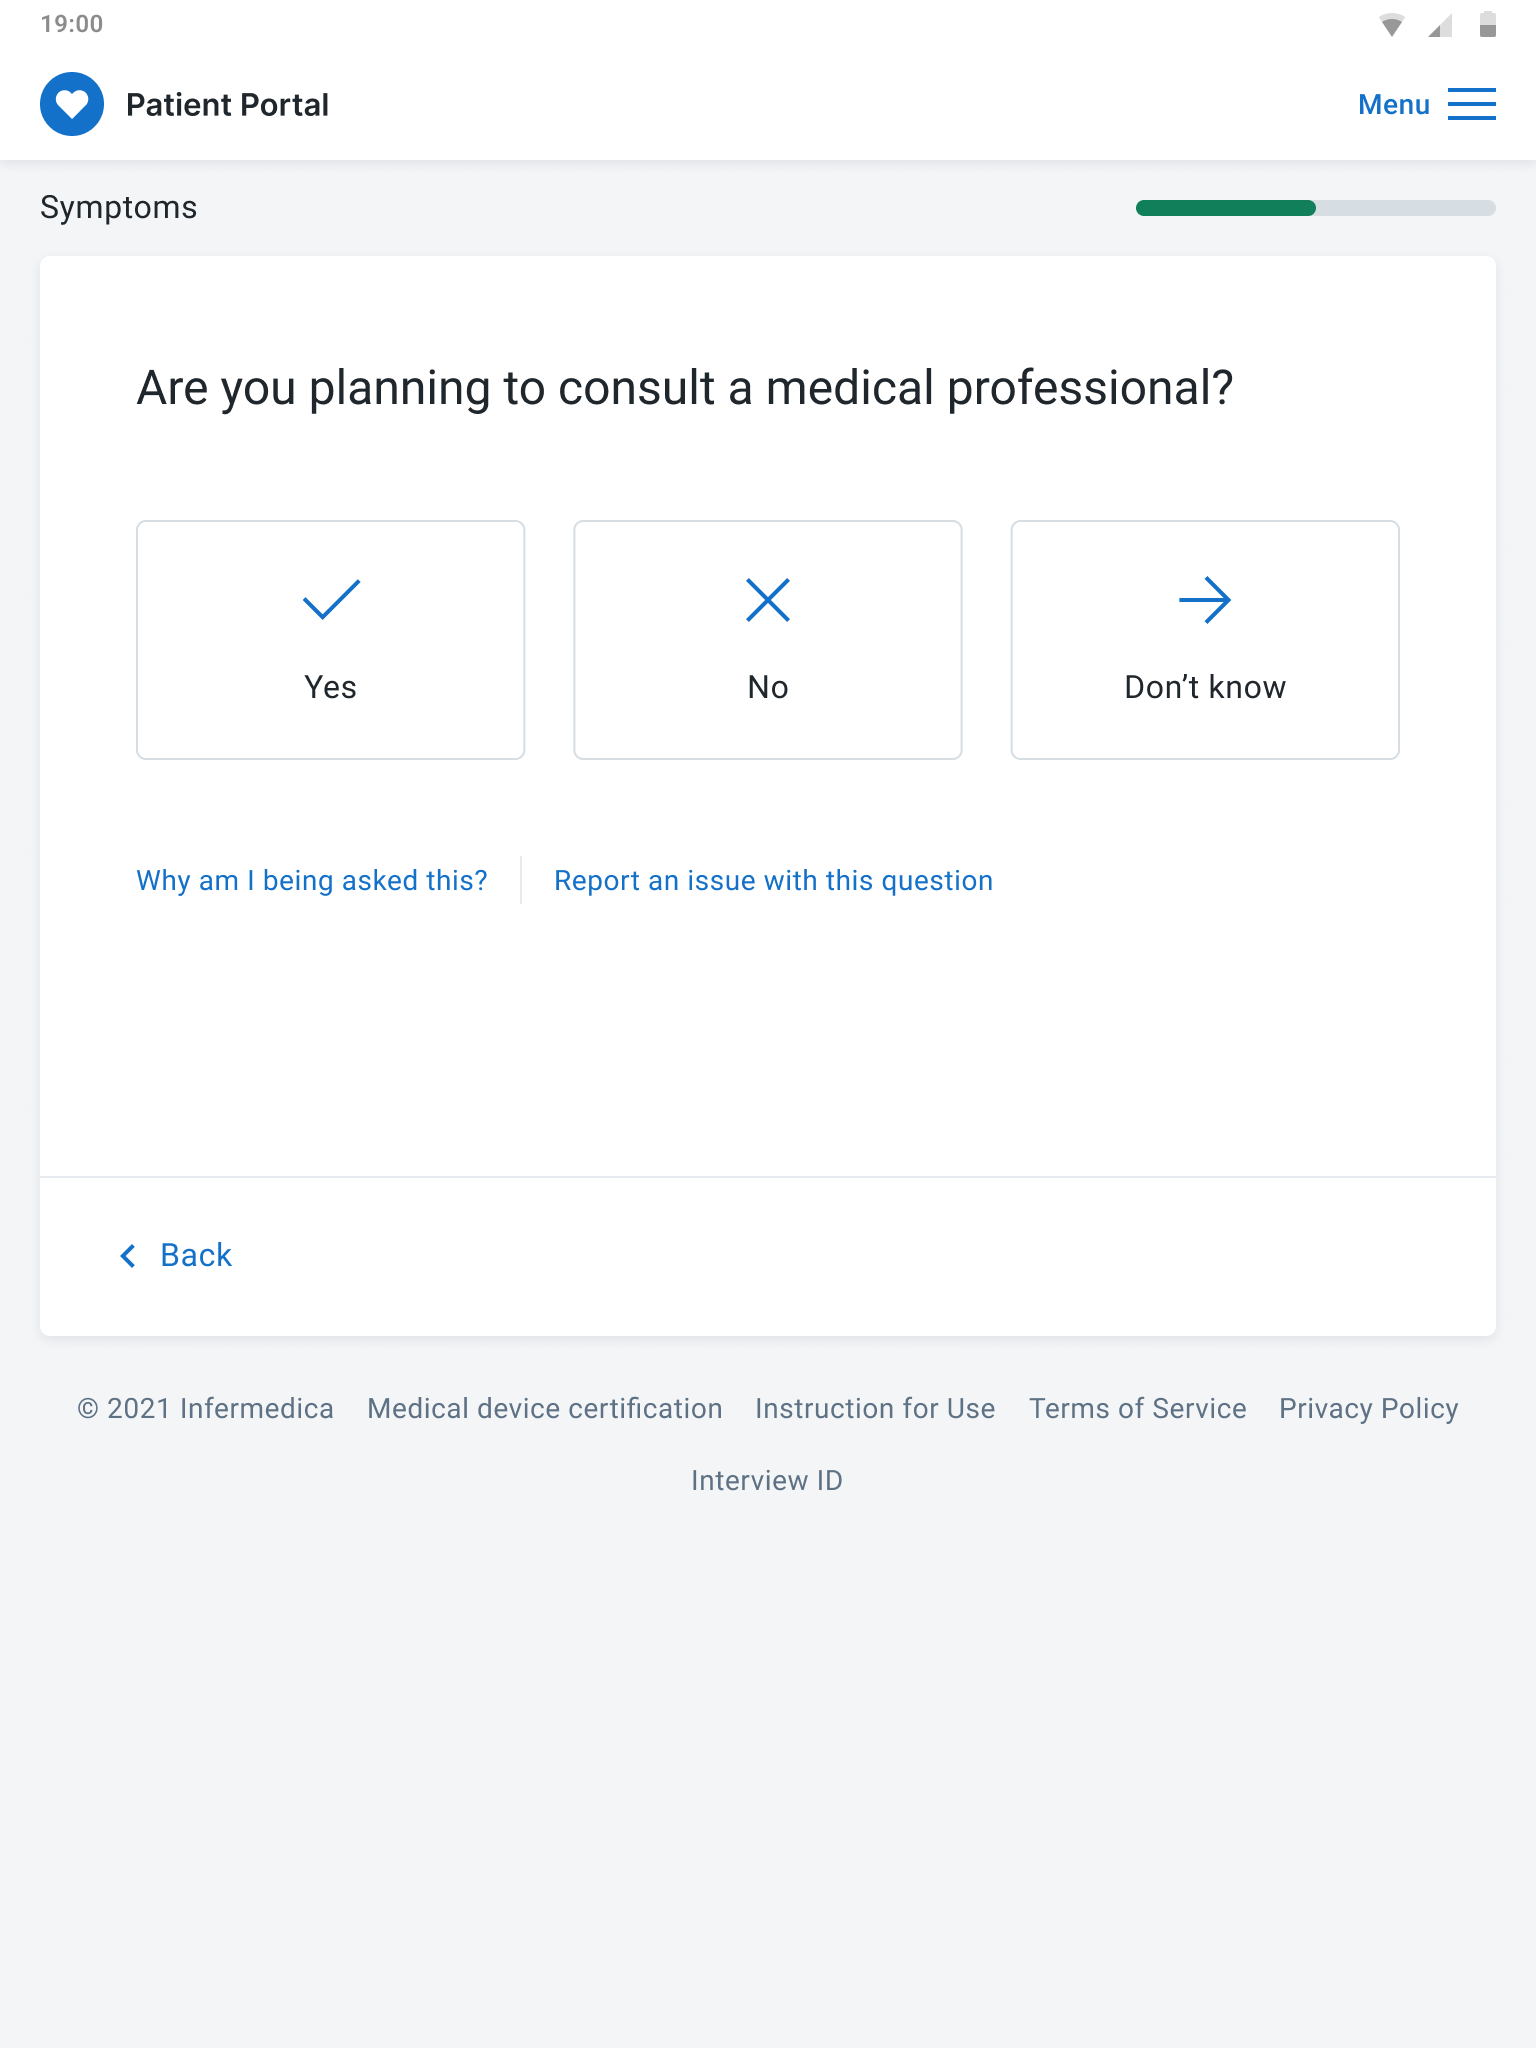 19:00
Patient Portal
Menu
Symptoms
Are you planning to consult a medical professional?
Yes
No
Don’t know
Why am I being asked this?
Report an issue with this question
Back
© 2021 Infermedica Medical device certification Instruction for Use Terms of Service Privacy Policy
Interview ID